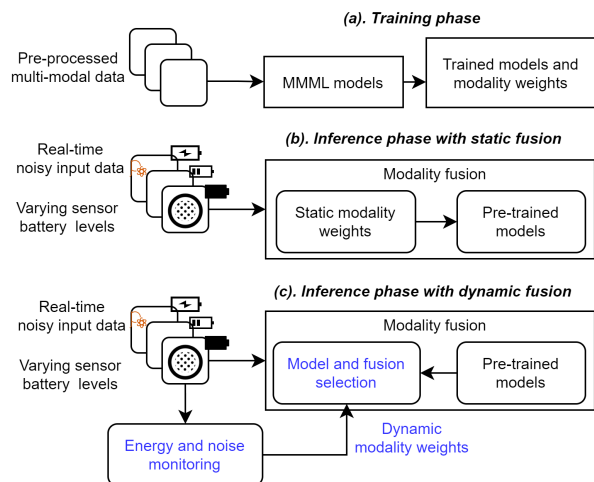 (a). Training phase
Pre-processed
multi-modal data
MMML models
Trained models and
modality weights
(b). Inference phase with static fusion
Real-time
noisy input data
Varying sensor
battery levels
Modality fusion
Static modality
weights
Pre-trained
models
(c). Inference phase with dynamic fusion
Real-time
noisy input data
Varying sensor
battery levels
Modality fusion
Model and fusion
selection
Pre-trained
models
Energy and noise
monitoring
Dynamic
modality weights